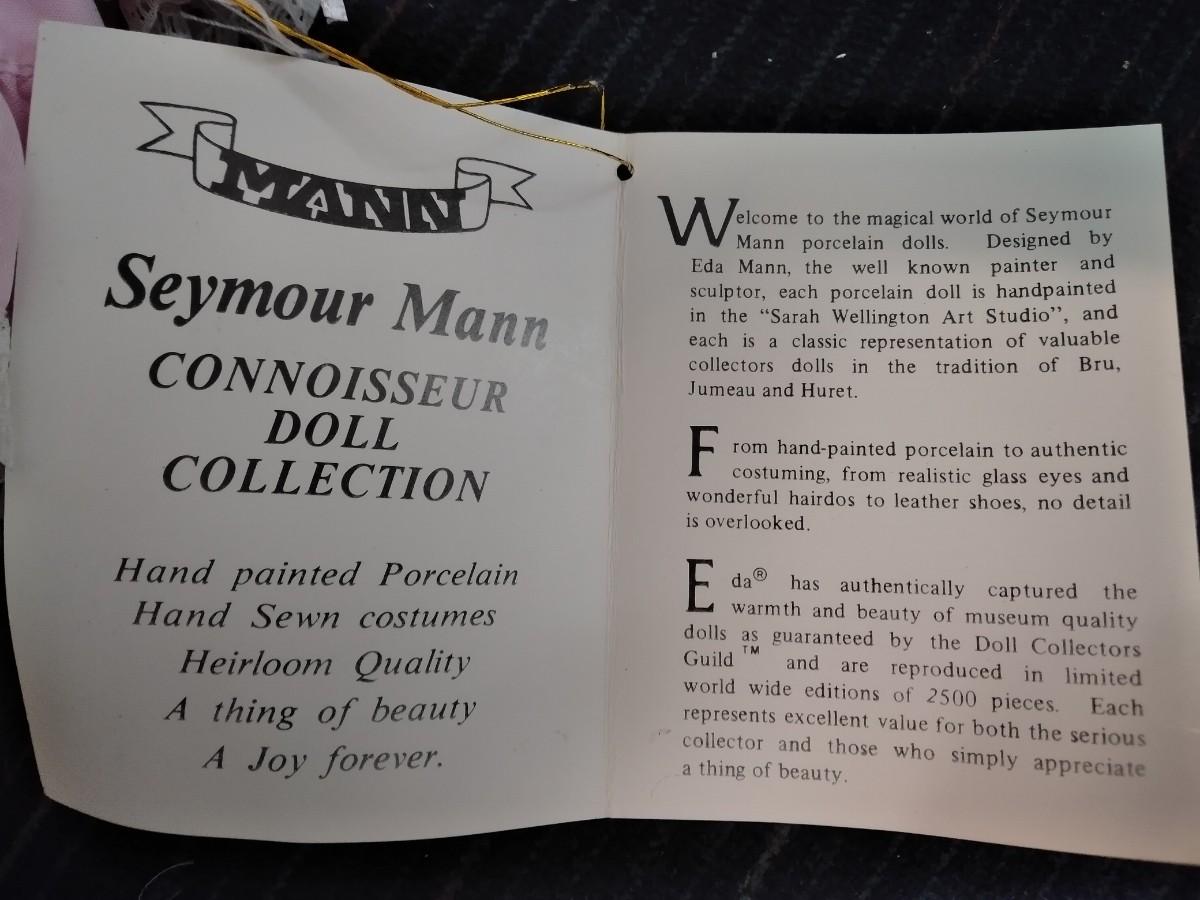 MANN
Seymour Mann
CONNOISSEUR
DOLL
COLLECTION
Hand painted Porcelain
Hand Sewn costumes
Heirloom Quality
A thing of beauty
A Joy forever.
Welcome to the magical world of Seymour
Mann porcelain dolls. Designed by
Eda Mann, the well known painter and
sculptor, each porcelain doll is handpainted
in the “Sarah Wellington Art Studio”, and
each is a classic representation of valuable
collectors dolls in the tradition of Bru,
Jumeau and Huret.
From hand-painted porcelain to authentic
costuming, from realistic glass eyes and
wonderful hairdos to leather shoes, no detail
is overlooked.
Eda® has authentically captured the
warmth and beauty of museum quality
dolls as guaranteed by the Doll Collectors
Guild™ and are reproduced in limited
world wide editions of 2500 pieces. Each
represents excellent value for both the serious
collector and those who simply appreciate
a thing of beauty.